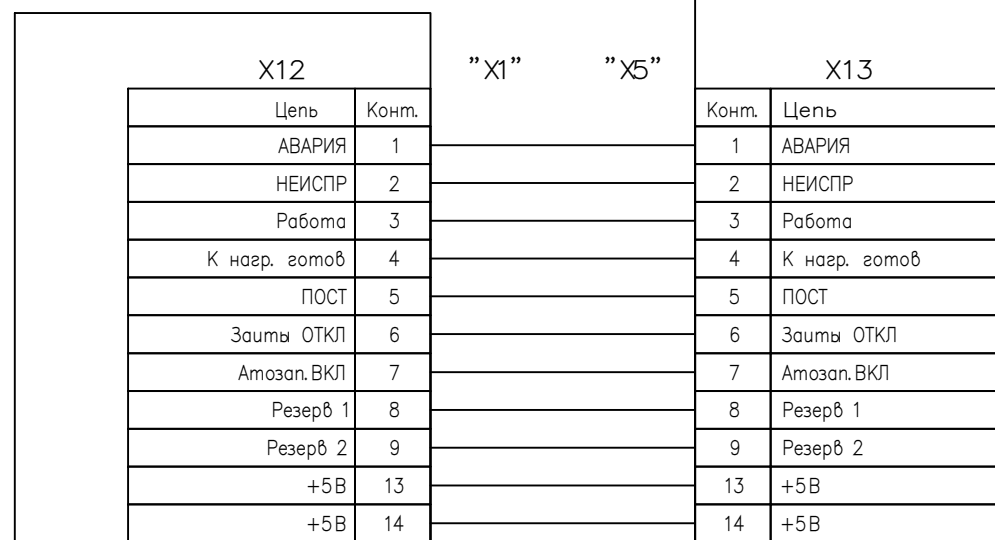 X12 "X1" "X5" X13
Цепь Конт. Конт. Цепь
АВАРИЯ 1 1 АВАРИЯ
НЕИСПР 2 2 НЕИСПР
Работа 3 3 Работа
К нагр. готов 4 4 К нагр. готов
ПОСТ 5 5 ПОСТ
Заиты ОТКЛ 6 6 Заиты ОТКЛ
Атозап.ВКЛ 7 7 Атозап.ВКЛ
Резерв 1 8 8 Резерв 1
Резерв 2 9 9 Резерв 2
+5В 13 13 +5В
+5В 14 14 +5В